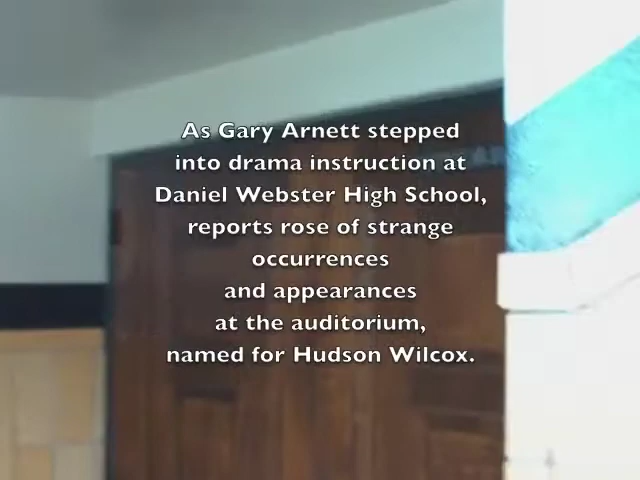 As Gary Arnett stepped
into drama instruction at
Daniel Webster High School,
reports rose of strange
occurrences
and appearances
at the auditorium,
named for Hudson Wilcox.